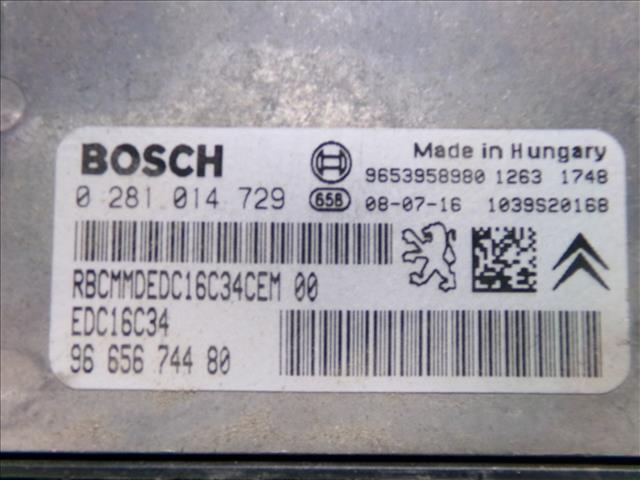 BOSCH
Made in Hungary
9653958980 1263 1748
0 281 014 729
658
08-07-16 1039S20168
RBCMMDEDC16C34CEM 00
EDC16C34
96 656 744 80